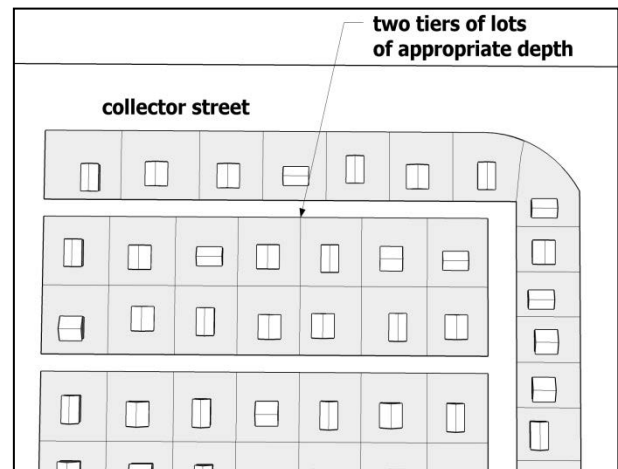 two tiers of lots
of appropriate depth
collector street